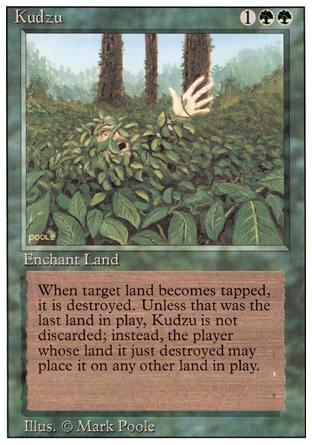 Kudzu 1
POOLE
Enchant Land
When target land becomes tapped,
it is destroyed. Unless that was the
last land in play, Kudzu is not
discarded; instead, the player
whose land it just destroyed may
place it on any other land in play.
Illus. © Mark Poole